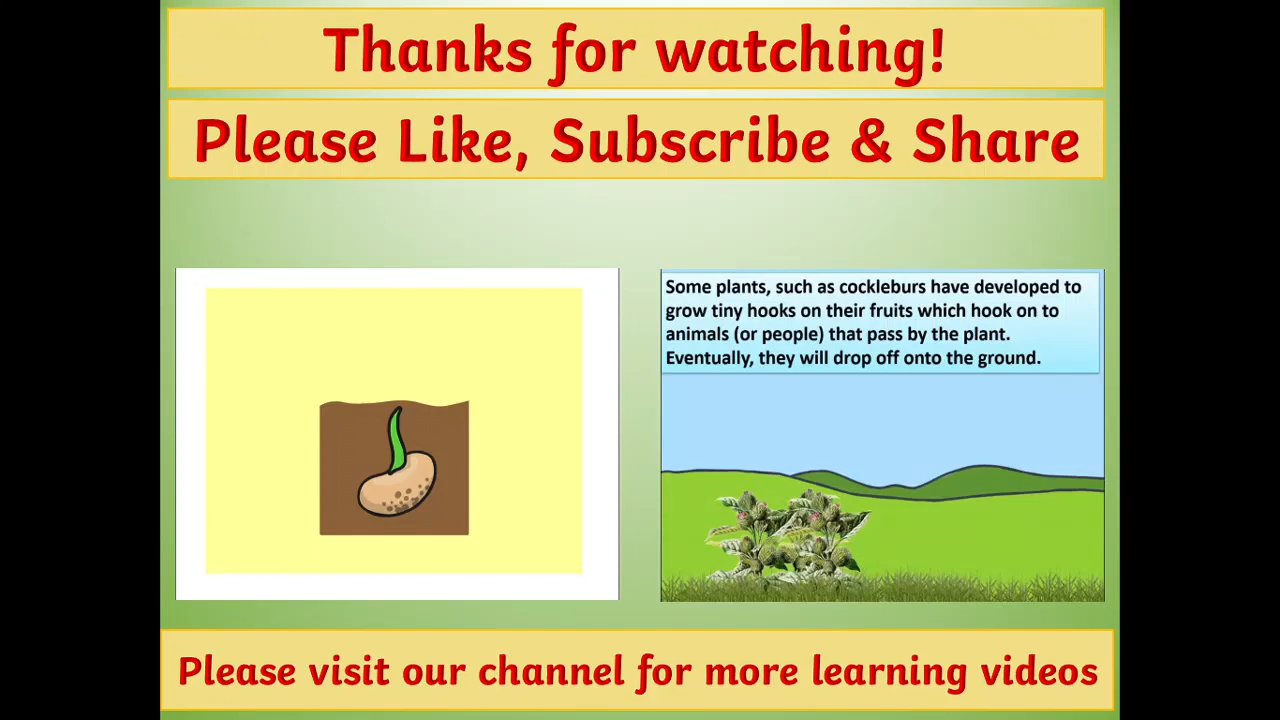 Thanks for watching!
Please Like, Subscribe & Share
Some plants, such as cockleburs have developed to
grow tiny hooks on their fruits which hook on to
animals (or people) that pass by the plant.
Eventually, they will drop off onto the ground.
Please visit our channel for more learning videos